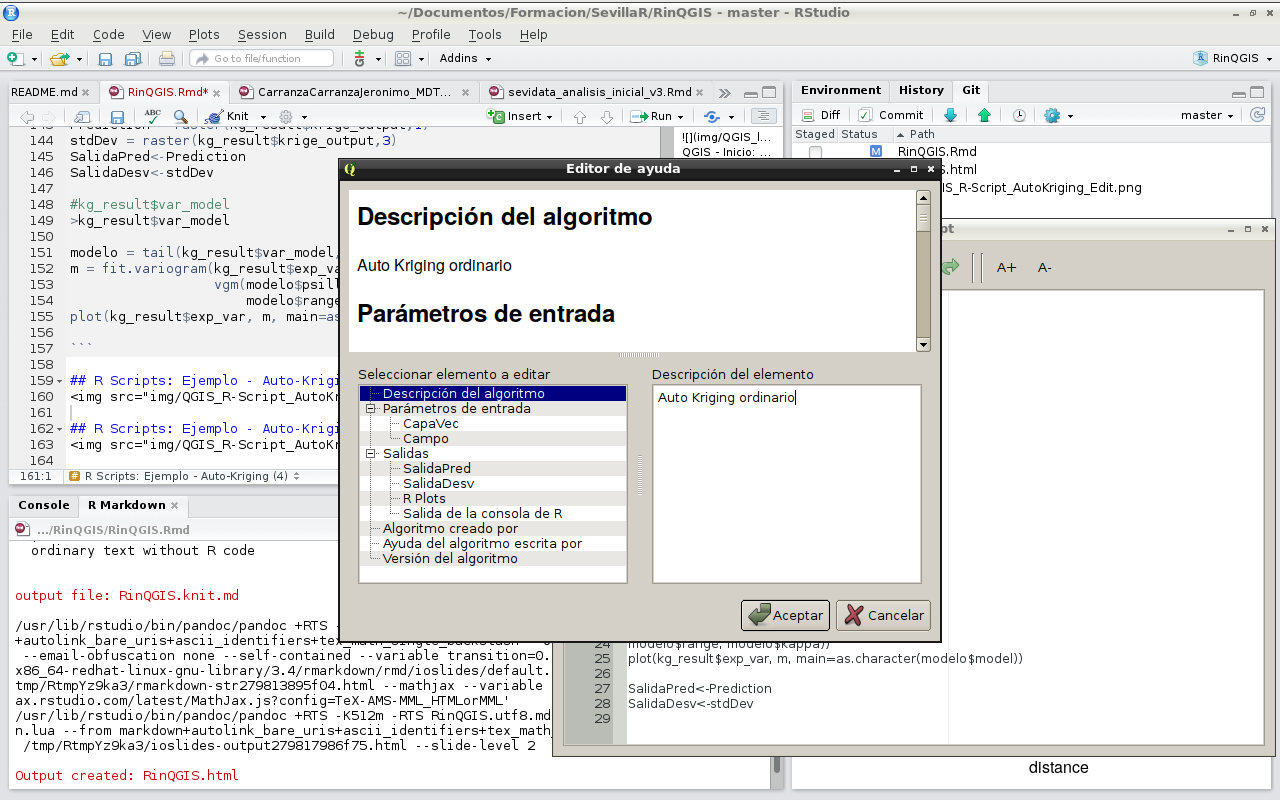 ~/Documentos/Formacion/SevillaR/RinQGIS - master - RStudio
File Edit Code View Plots Session Build Debug Profile Tools Help
Go to file/function Addins RinQGIS
README.md RinQGIS.Rmd* CarranzaCarranzaJeronimo_MDT... sevidata_analisis_inicial_v3.Rmd
ABC Knit Insert Run
144 stdDev = raster(kg_result$krige_output,3)
145 SalidaPred<-Prediction
146 SalidaDesv<-stdDev
147
148 #kg_result$var_model
149 >kg_result$var_model
150
151 modelo = tail(kg_result$var_model,
152 m = fit.variogram(kg_result$exp_va
153 vgm(modelo$psill
154 modelo$range
155 plot(kg_result$exp_var, m, main=as
156
157 ```
158
159 ## R Scripts: Ejemplo - Auto-Krigi
160 <img src="img/QGIS_R-Script_AutoKr
161
162 ## R Scripts: Ejemplo - Auto-Krigi
163 <img src="img/QGIS_R-Script_AutoKr
164
161:1 R Scripts: Ejemplo - Auto-Kriging (4)
![](img/QGIS_l...
QGIS - Inicio: ...
Environment History Git
Diff Commit master
Staged Status Path
M RinQGIS.Rmd
s.html
IS_R-Script_AutoKriging_Edit.png
Editor de ayuda
Descripción del algoritmo
Auto Kriging ordinario
Parámetros de entrada
Seleccionar elemento a editar
Descripción del algoritmo
Parámetros de entrada
CapaVec
Campo
Salidas
SalidaPred
SalidaDesv
R Plots
Salida de la consola de R
Algoritmo creado por
Ayuda del algoritmo escrita por
Versión del algoritmo
Descripción del elemento
Auto Kriging ordinario
Aceptar Cancelar
pt
A+ A-
24 modelo$range, modelo$kappa))
25 plot(kg_result$exp_var, m, main=as.character(modelo$model))
26
27 SalidaPred<-Prediction
28 SalidaDesv<-stdDev
29
distance
Console R Markdown
.../RinQGIS/RinQGIS.Rmd
ordinary text without R code
output file: RinQGIS.knit.md
/usr/lib/rstudio/bin/pandoc/pandoc +RTS -
+autolink_bare_uris+ascii_identifiers+tex_math_single_backslash
--email-obfuscation none --self-contained --variable transition=0.
x86_64-redhat-linux-gnu-library/3.4/rmarkdown/rmd/ioslides/default.
tmp/RtmpYz9ka3/rmarkdown-str279813895f04.html --mathjax --variable
ax.rstudio.com/latest/MathJax.js?config=TeX-AMS-MML_HTMLorMML'
/usr/lib/rstudio/bin/pandoc/pandoc +RTS -K512m -RTS RinQGIS.utf8.md
n.lua --from markdown+autolink_bare_uris+ascii_identifiers+tex_math_
/tmp/RtmpYz9ka3/ioslides-output279817986f75.html --slide-level 2
Output created: RinQGIS.html